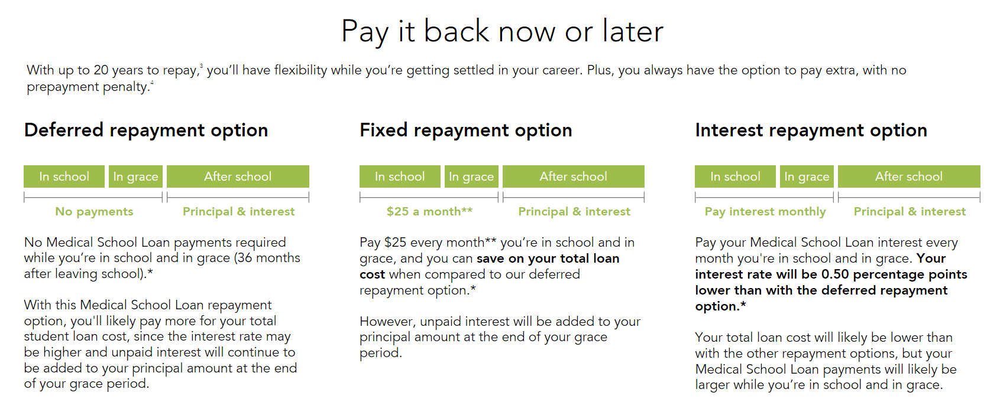 Pay it back now or later
With up to 20 years to repay,³ you’ll have flexibility while you’re getting settled in your career. Plus, you always have the option to pay extra, with no
prepayment penalty.⁴
Deferred repayment option
In school In grace After school
No payments Principal & interest
No Medical School Loan payments required
while you’re in school and in grace (36 months
after leaving school).*
With this Medical School Loan repayment
option, you'll likely pay more for your total
student loan cost, since the interest rate may
be higher and unpaid interest will continue to
be added to your principal amount at the end
of your grace period.
Fixed repayment option
In school In grace After school
$25 a month** Principal & interest
Pay $25 every month** you’re in school and in
grace, and you can save on your total loan
cost when compared to our deferred
repayment option.*
However, unpaid interest will be added to your
principal amount at the end of your grace
period.
Interest repayment option
In school In grace After school
Pay interest monthly Principal & interest
Pay your Medical School Loan interest every
month you're in school and in grace. Your
interest rate will be 0.50 percentage points
lower than with the deferred repayment
option.*
Your total loan cost will likely be lower than
with the other repayment options, but your
Medical School Loan payments will likely be
larger while you’re in school and in grace.